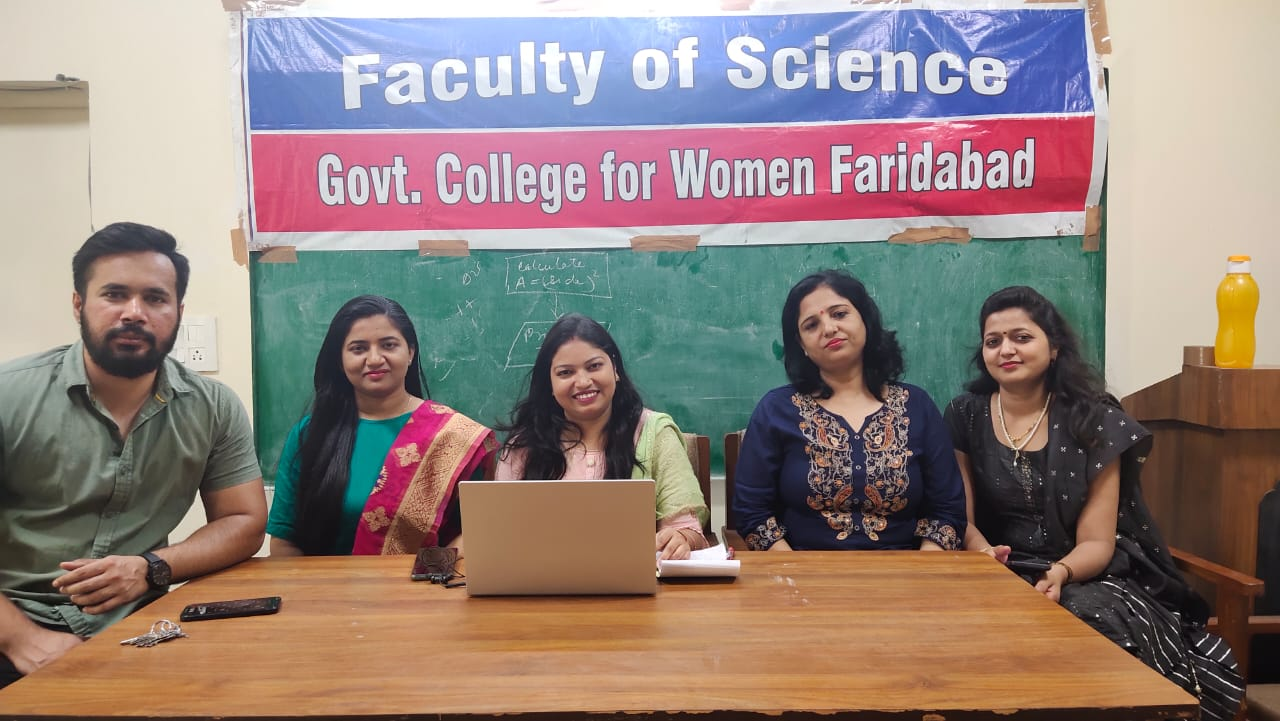 Faculty of Science
Govt. College for Women Faridabad
Calculate